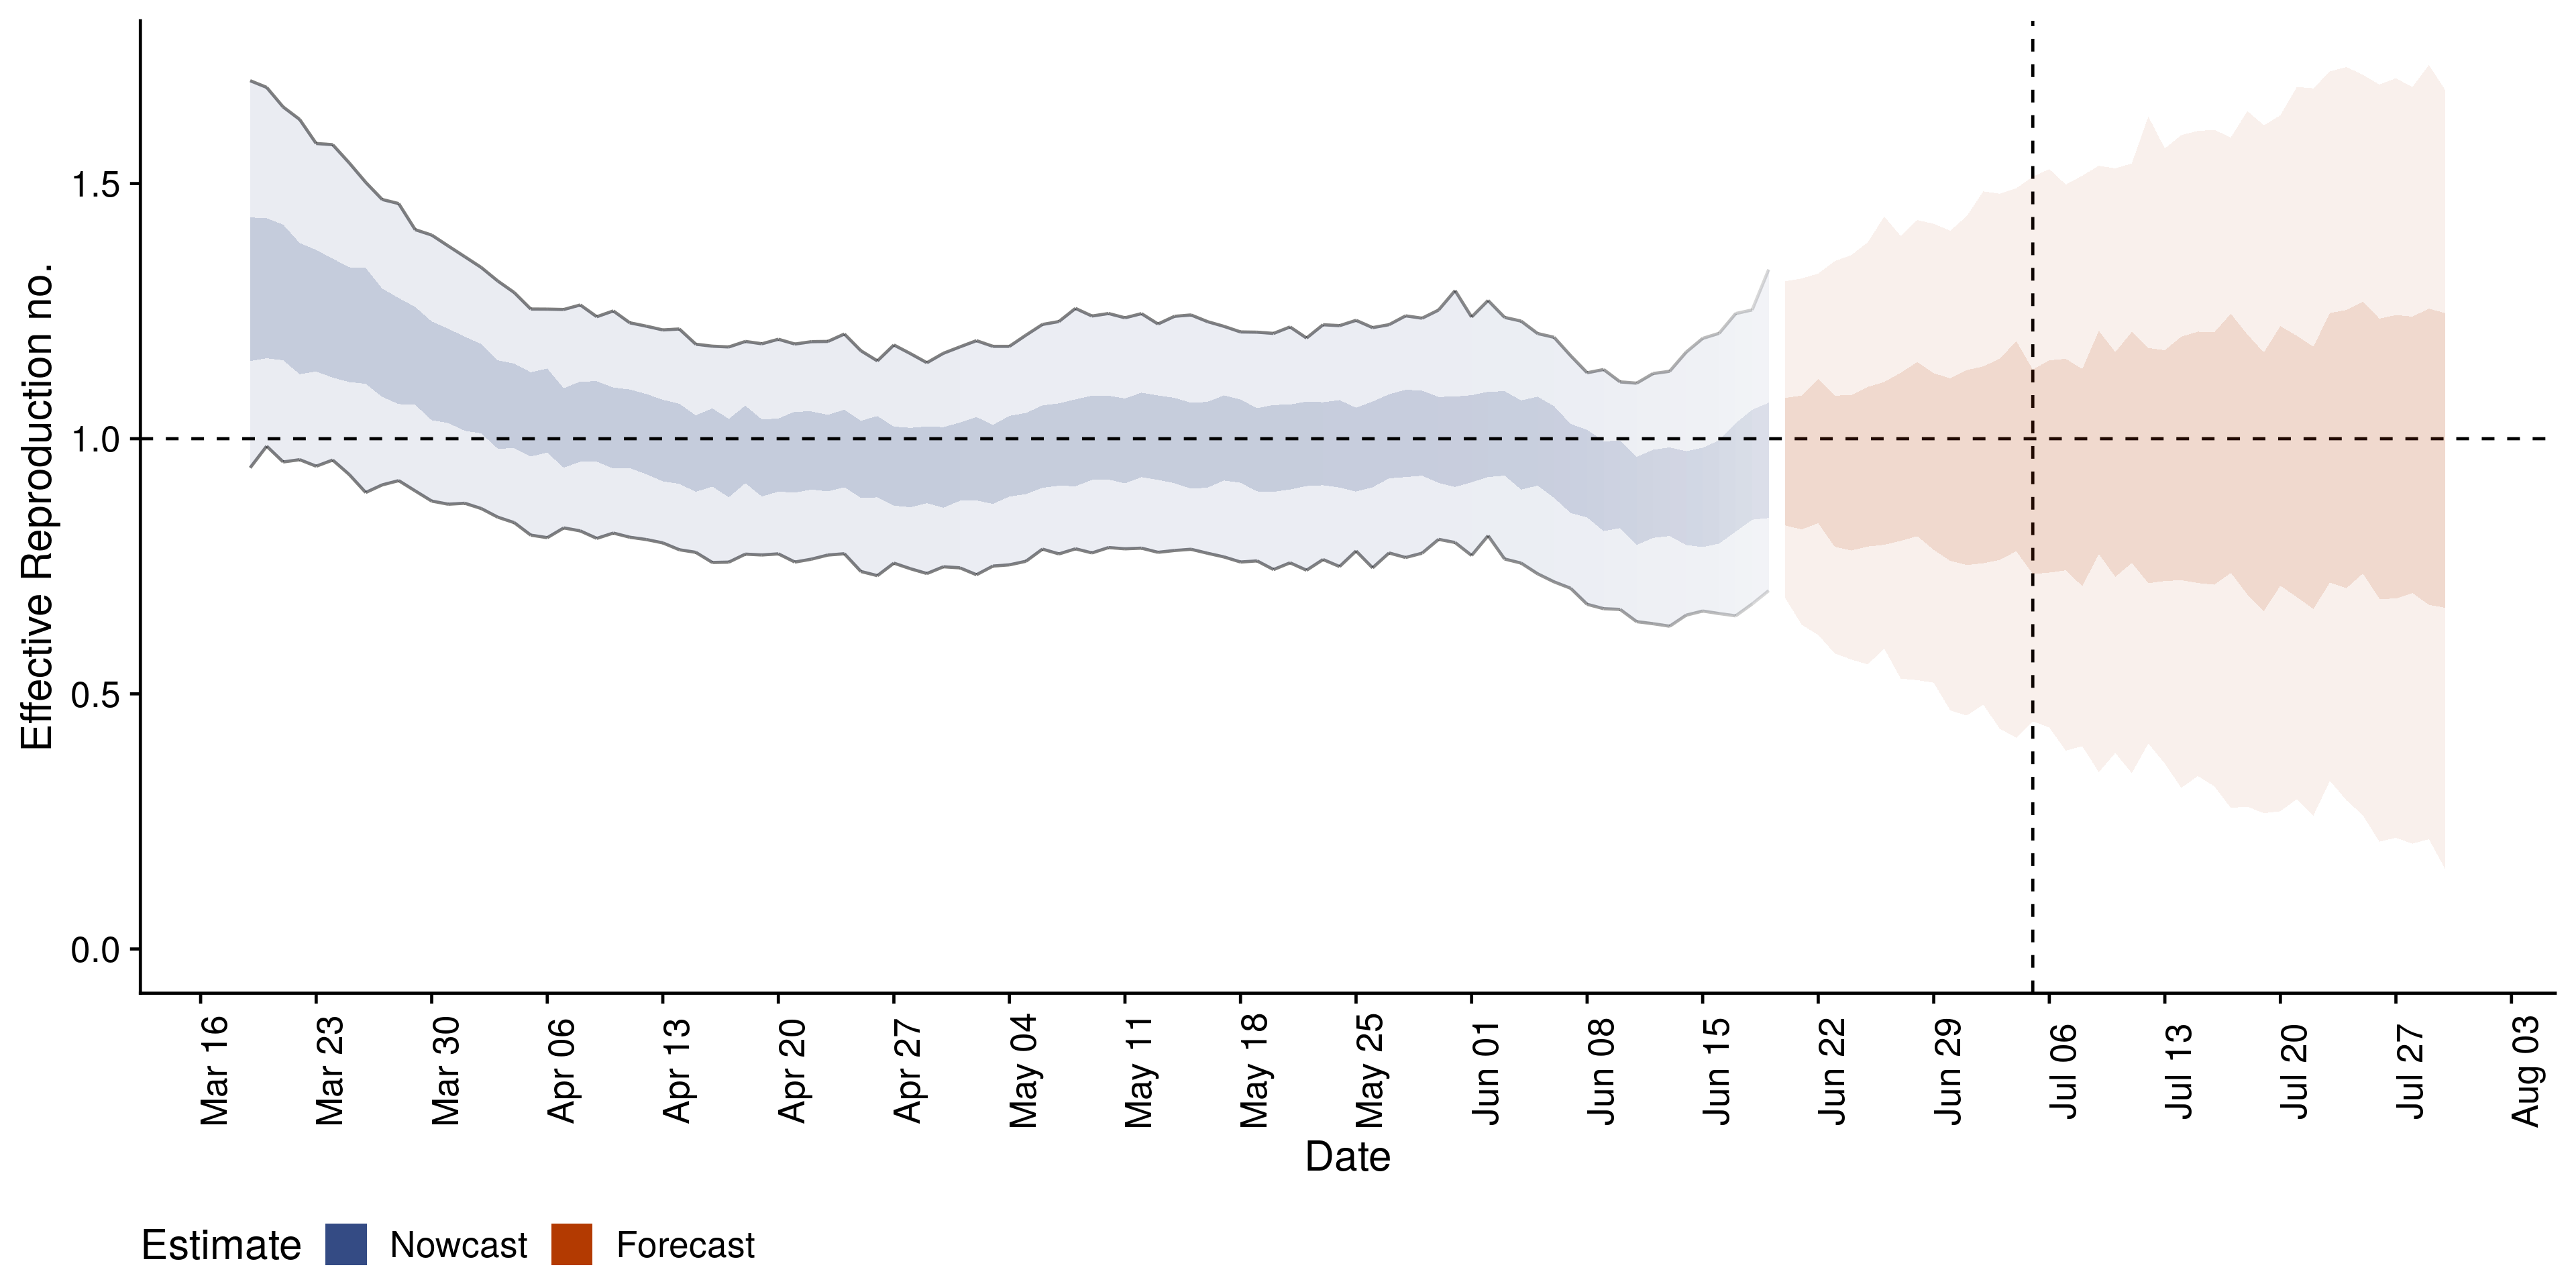 Effective Reproduction no.
1.5
1.0
0.5
0.0
Mar 16
Mar 23
Mar 30
Apr 06
Apr 13
Apr 20
Apr 27
May 04
May 11
May 18
May 25
Jun 01
Jun 08
Jun 15
Jun 22
Jun 29
Jul 06
Jul 13
Jul 20
Jul 27
Aug 03
Date
Estimate Nowcast Forecast